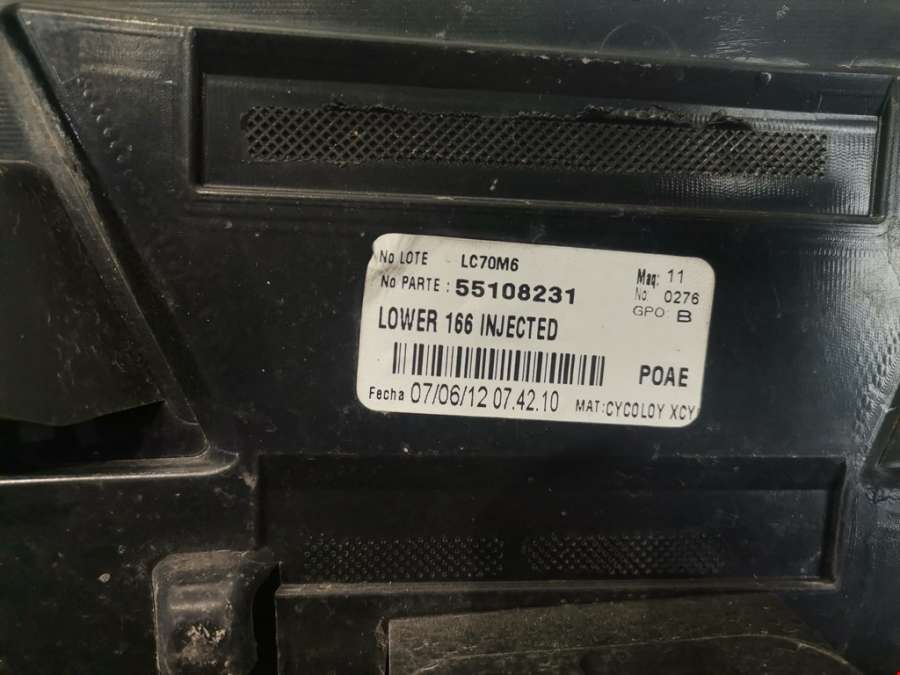 No LOTE LC70M6
No PARTE : 55108231
LOWER 166 INJECTED
Maq: 11
No 0276
GPO: B
POAE
Fecha 07/06/12 07.42.10
MAT:CYCOLOY XCY